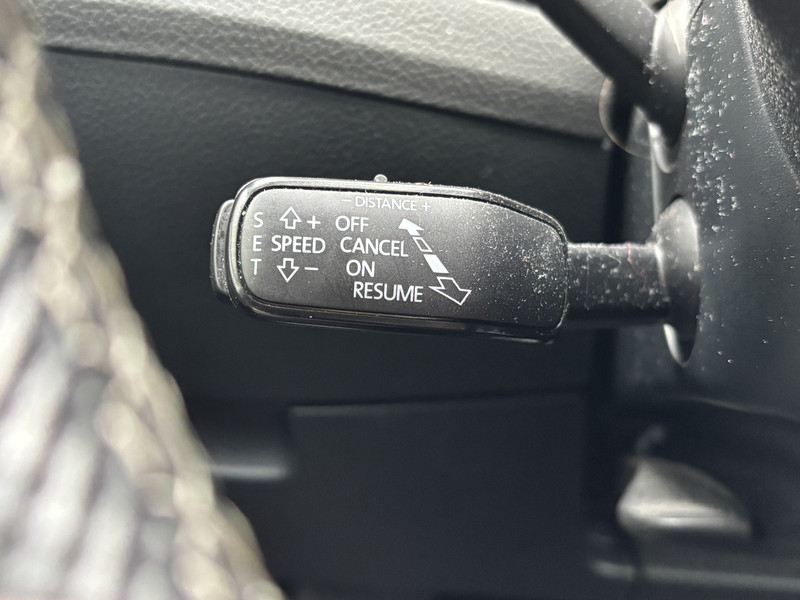 - DISTANCE +
S + OFF
E SPEED CANCEL
T - ON
RESUME